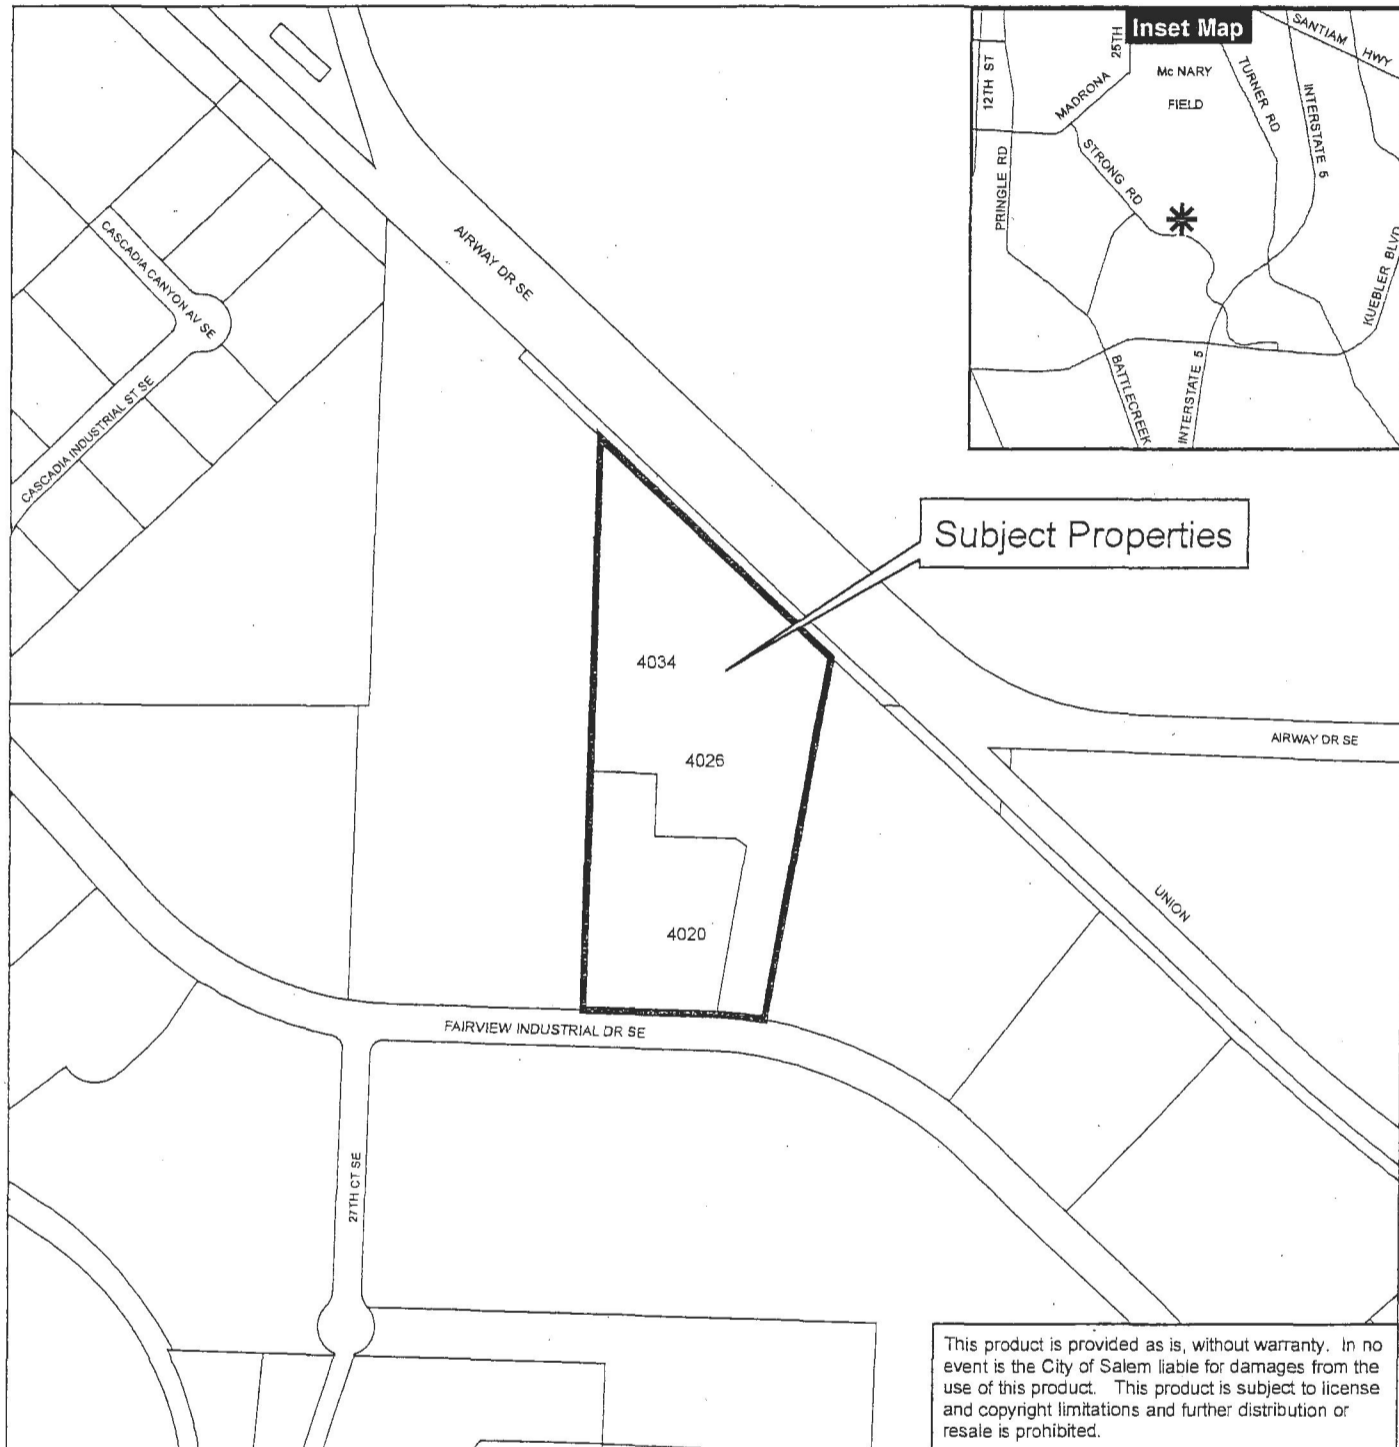 Inset Map
SANTIAM HWY
25TH
12TH ST
Mc NARY
FIELD
MADRONA
TURNER RD
INTERSTATE 5
STRONG RD
PRINGLE RD
KUEBLER BLVD
BATTLECREEK
INTERSTATE 5
CASCADIA CANYON AV SE
AIRWAY DR SE
CASCADIA INDUSTRIAL ST SE
Subject Properties
4034
4026
AIRWAY DR SE
UNION
4020
FAIRVIEW INDUSTRIAL DR SE
27TH CT SE
This product is provided as is, without warranty. In no
event is the City of Salem liable for damages from the
use of this product. This product is subject to license
and copyright limitations and further distribution or
resale is prohibited.